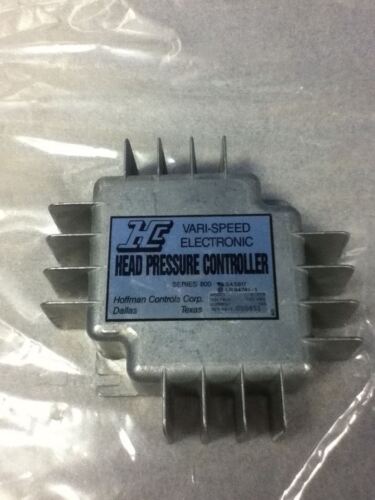 HC
VARI-SPEED
ELECTRONIC
HEAD PRESSURE CONTROLLER
SERIES 800
Hoffman Controls Corp.
Dallas Texas